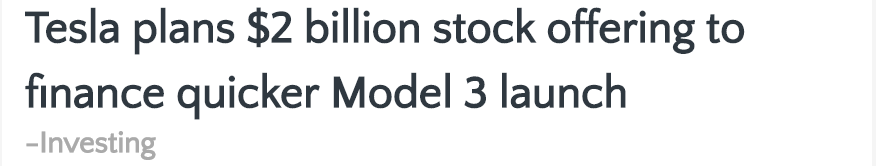 Tesla plans $2 billion stock offering to
finance quicker Model 3 launch
–Investing